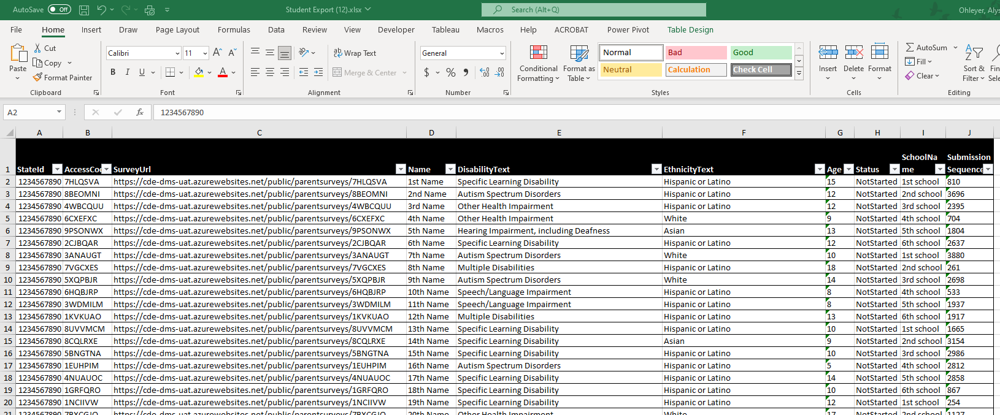 AutoSave Off Student Export (12).xlsx Search (Alt+Q) Ohleyer, Alys
File Home Insert Draw Page Layout Formulas Data Review View Developer Tableau Macros Help ACROBAT Power Pivot Table Design
Paste Cut Copy Format Painter Clipboard
Calibri 11 B I U A Font
Wrap Text Merge & Center Alignment
General $ % 9 Number
Conditional Formatting Format as Table Normal Bad Good Neutral Calculation Check Cell Styles
Insert Delete Format Cells
AutoSum Fill Clear Sort & Filter Editing
A2 fx 1234567890
A B C D E F G H I J
1 StateId AccessCo SurveyUrl Name DisabilityText EthnicityText Age Status SchoolName Submission Sequence
2 1234567890 7HLQSVA https://cde-dms-uat.azurewebsites.net/public/parentsurveys/7HLQSVA 1st Name Specific Learning Disability Hispanic or Latino 15 NotStarted 1st school 810
3 1234567890 8BEOMNI https://cde-dms-uat.azurewebsites.net/public/parentsurveys/8BEOMNI 2nd Name Autism Spectrum Disorders Hispanic or Latino 12 NotStarted 2nd school 3696
4 1234567890 4WBCQUU https://cde-dms-uat.azurewebsites.net/public/parentsurveys/4WBCQUU 3rd Name Other Health Impairment Hispanic or Latino 12 NotStarted 3rd school 2395
5 1234567890 6CXEFXC https://cde-dms-uat.azurewebsites.net/public/parentsurveys/6CXEFXC 4th Name Other Health Impairment White 9 NotStarted 4th school 704
6 1234567890 9PSONWX https://cde-dms-uat.azurewebsites.net/public/parentsurveys/9PSONWX 5th Name Hearing Impairment, including Deafness Asian 13 NotStarted 5th school 1804
7 1234567890 2CJBQAR https://cde-dms-uat.azurewebsites.net/public/parentsurveys/2CJBQAR 6th Name Specific Learning Disability Hispanic or Latino 12 NotStarted 6th school 2637
8 1234567890 3ANAUGT https://cde-dms-uat.azurewebsites.net/public/parentsurveys/3ANAUGT 7th Name Autism Spectrum Disorders White 10 NotStarted 1st school 3880
9 1234567890 7VGCXES https://cde-dms-uat.azurewebsites.net/public/parentsurveys/7VGCXES 8th Name Multiple Disabilities Hispanic or Latino 18 NotStarted 2nd school 261
10 1234567890 5XQPBJR https://cde-dms-uat.azurewebsites.net/public/parentsurveys/5XQPBJR 9th Name Autism Spectrum Disorders White 14 NotStarted 3rd school 2698
11 1234567890 6HQBJRP https://cde-dms-uat.azurewebsites.net/public/parentsurveys/6HQBJRP 10th Name Speech/Language Impairment Hispanic or Latino 8 NotStarted 4th school 533
12 1234567890 3WDMILM https://cde-dms-uat.azurewebsites.net/public/parentsurveys/3WDMILM 11th Name Speech/Language Impairment Hispanic or Latino 8 NotStarted 5th school 1937
13 1234567890 1KVKUAO https://cde-dms-uat.azurewebsites.net/public/parentsurveys/1KVKUAO 12th Name Multiple Disabilities Hispanic or Latino 13 NotStarted 6th school 1917
14 1234567890 8UVVMCM https://cde-dms-uat.azurewebsites.net/public/parentsurveys/8UVVMCM 13th Name Specific Learning Disability Hispanic or Latino 10 NotStarted 1st school 1665
15 1234567890 8CQLRXE https://cde-dms-uat.azurewebsites.net/public/parentsurveys/8CQLRXE 14th Name Specific Learning Disability Asian 9 NotStarted 2nd school 3154
16 1234567890 5BNGTNA https://cde-dms-uat.azurewebsites.net/public/parentsurveys/5BNGTNA 15th Name Specific Learning Disability Hispanic or Latino 10 NotStarted 3rd school 2986
17 1234567890 1EUHPIM https://cde-dms-uat.azurewebsites.net/public/parentsurveys/1EUHPIM 16th Name Autism Spectrum Disorders Hispanic or Latino 5 NotStarted 4th school 2812
18 1234567890 4NUAUOC https://cde-dms-uat.azurewebsites.net/public/parentsurveys/4NUAUOC 17th Name Specific Learning Disability Hispanic or Latino 14 NotStarted 5th school 2858
19 1234567890 1GRFQRO https://cde-dms-uat.azurewebsites.net/public/parentsurveys/1GRFQRO 18th Name Specific Learning Disability Hispanic or Latino 10 NotStarted 6th school 867
20 1234567890 1NCIIVW https://cde-dms-uat.azurewebsites.net/public/parentsurveys/1NCIIVW 19th Name Specific Learning Disability Hispanic or Latino 12 NotStarted 1st school 254